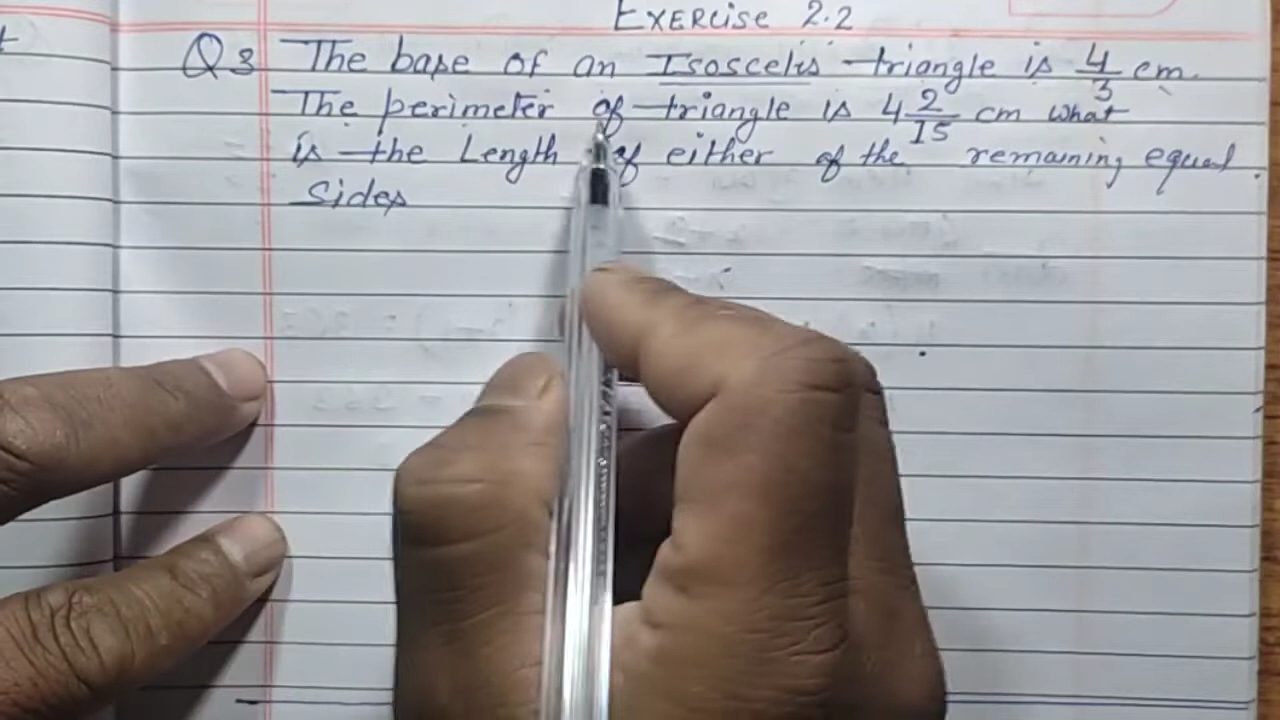 EXERCise 2.2
Q3 The base of an Isoscelis triangle is 4/3 cm.
The perimeter of triangle is 4 2/15 cm what
is the Length of either of the remaining equal
Sides